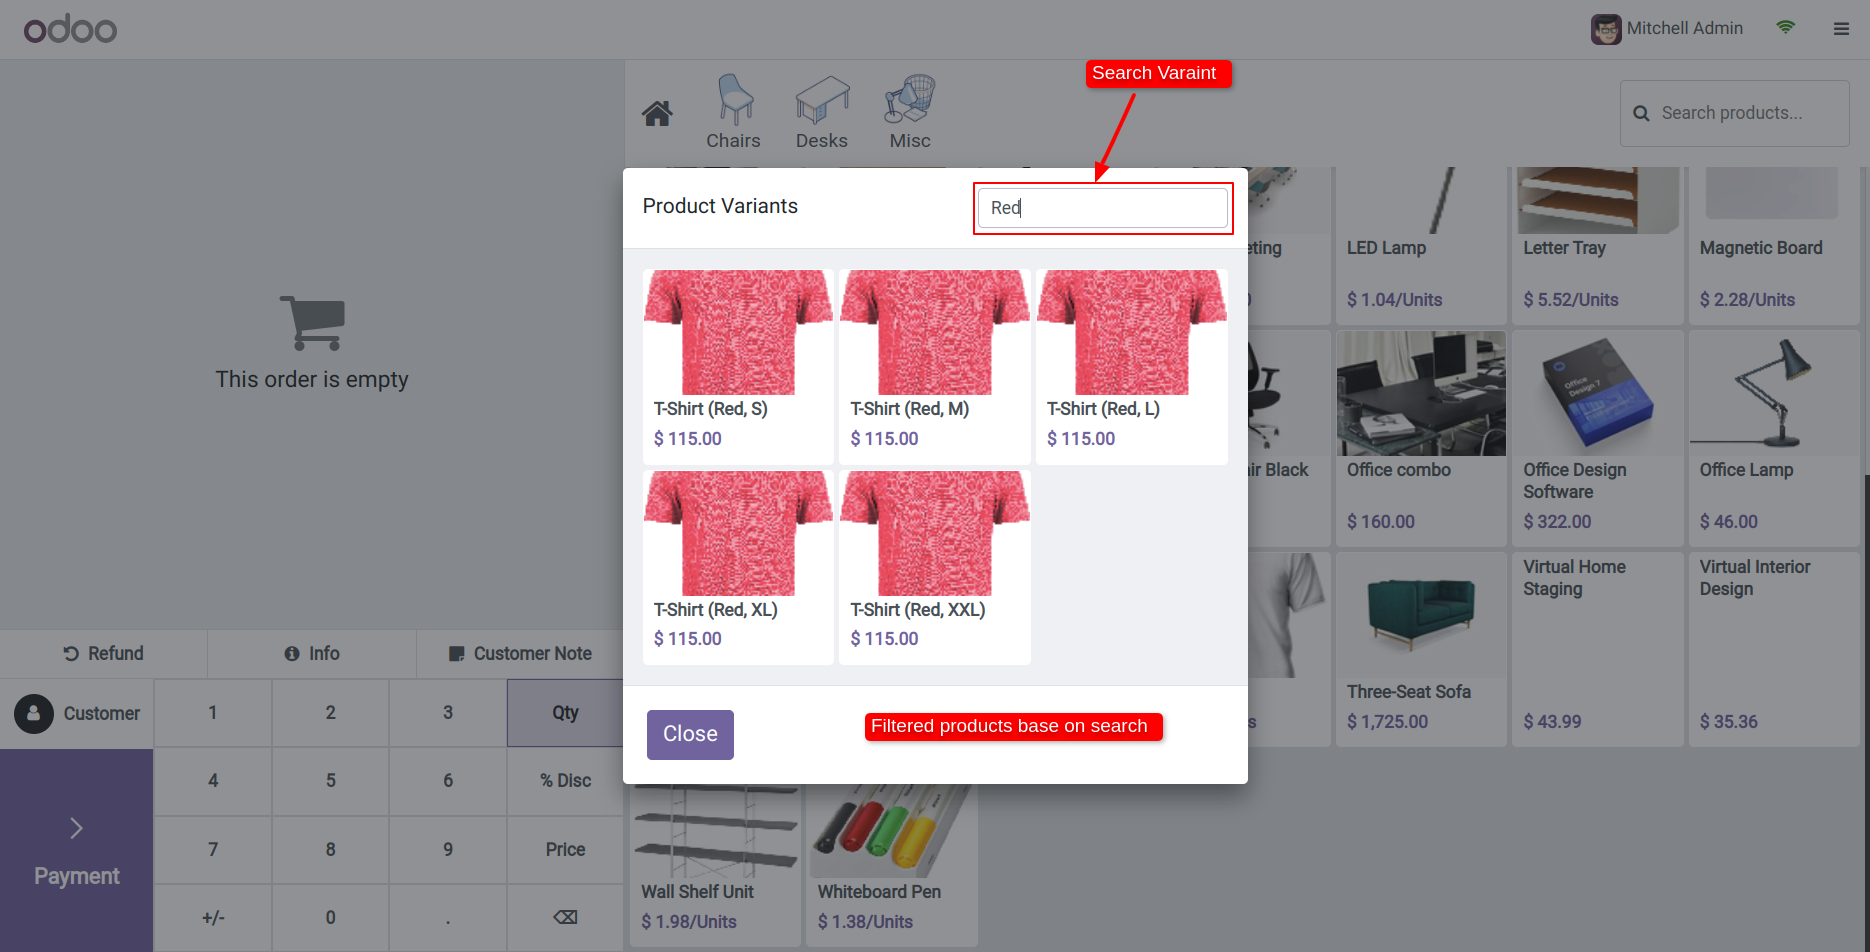 odoo
Mitchell Admin
Search Varaint
Chairs
Desks
Misc
Search products...
Product Variants
Red
eting
LED Lamp
Letter Tray
Magnetic Board
$ 1.04/Units
$ 5.52/Units
$ 2.28/Units
This order is empty
T-Shirt (Red, S)
$ 115.00
T-Shirt (Red, M)
$ 115.00
T-Shirt (Red, L)
$ 115.00
air Black
Office combo
$ 160.00
Office
Design 7
Office Design
Software
$ 322.00
Office Lamp
$ 46.00
T-Shirt (Red, XL)
$ 115.00
T-Shirt (Red, XXL)
$ 115.00
Three-Seat Sofa
$ 1,725.00
Virtual Home
Staging
$ 43.99
Virtual Interior
Design
$ 35.36
Refund
Info
Customer Note
Customer
1
2
3
Qty
4
5
6
% Disc
7
8
9
Price
+/-
0
.
Payment
Close
Filtered products base on search
Wall Shelf Unit
$ 1.98/Units
Whiteboard Pen
$ 1.38/Units